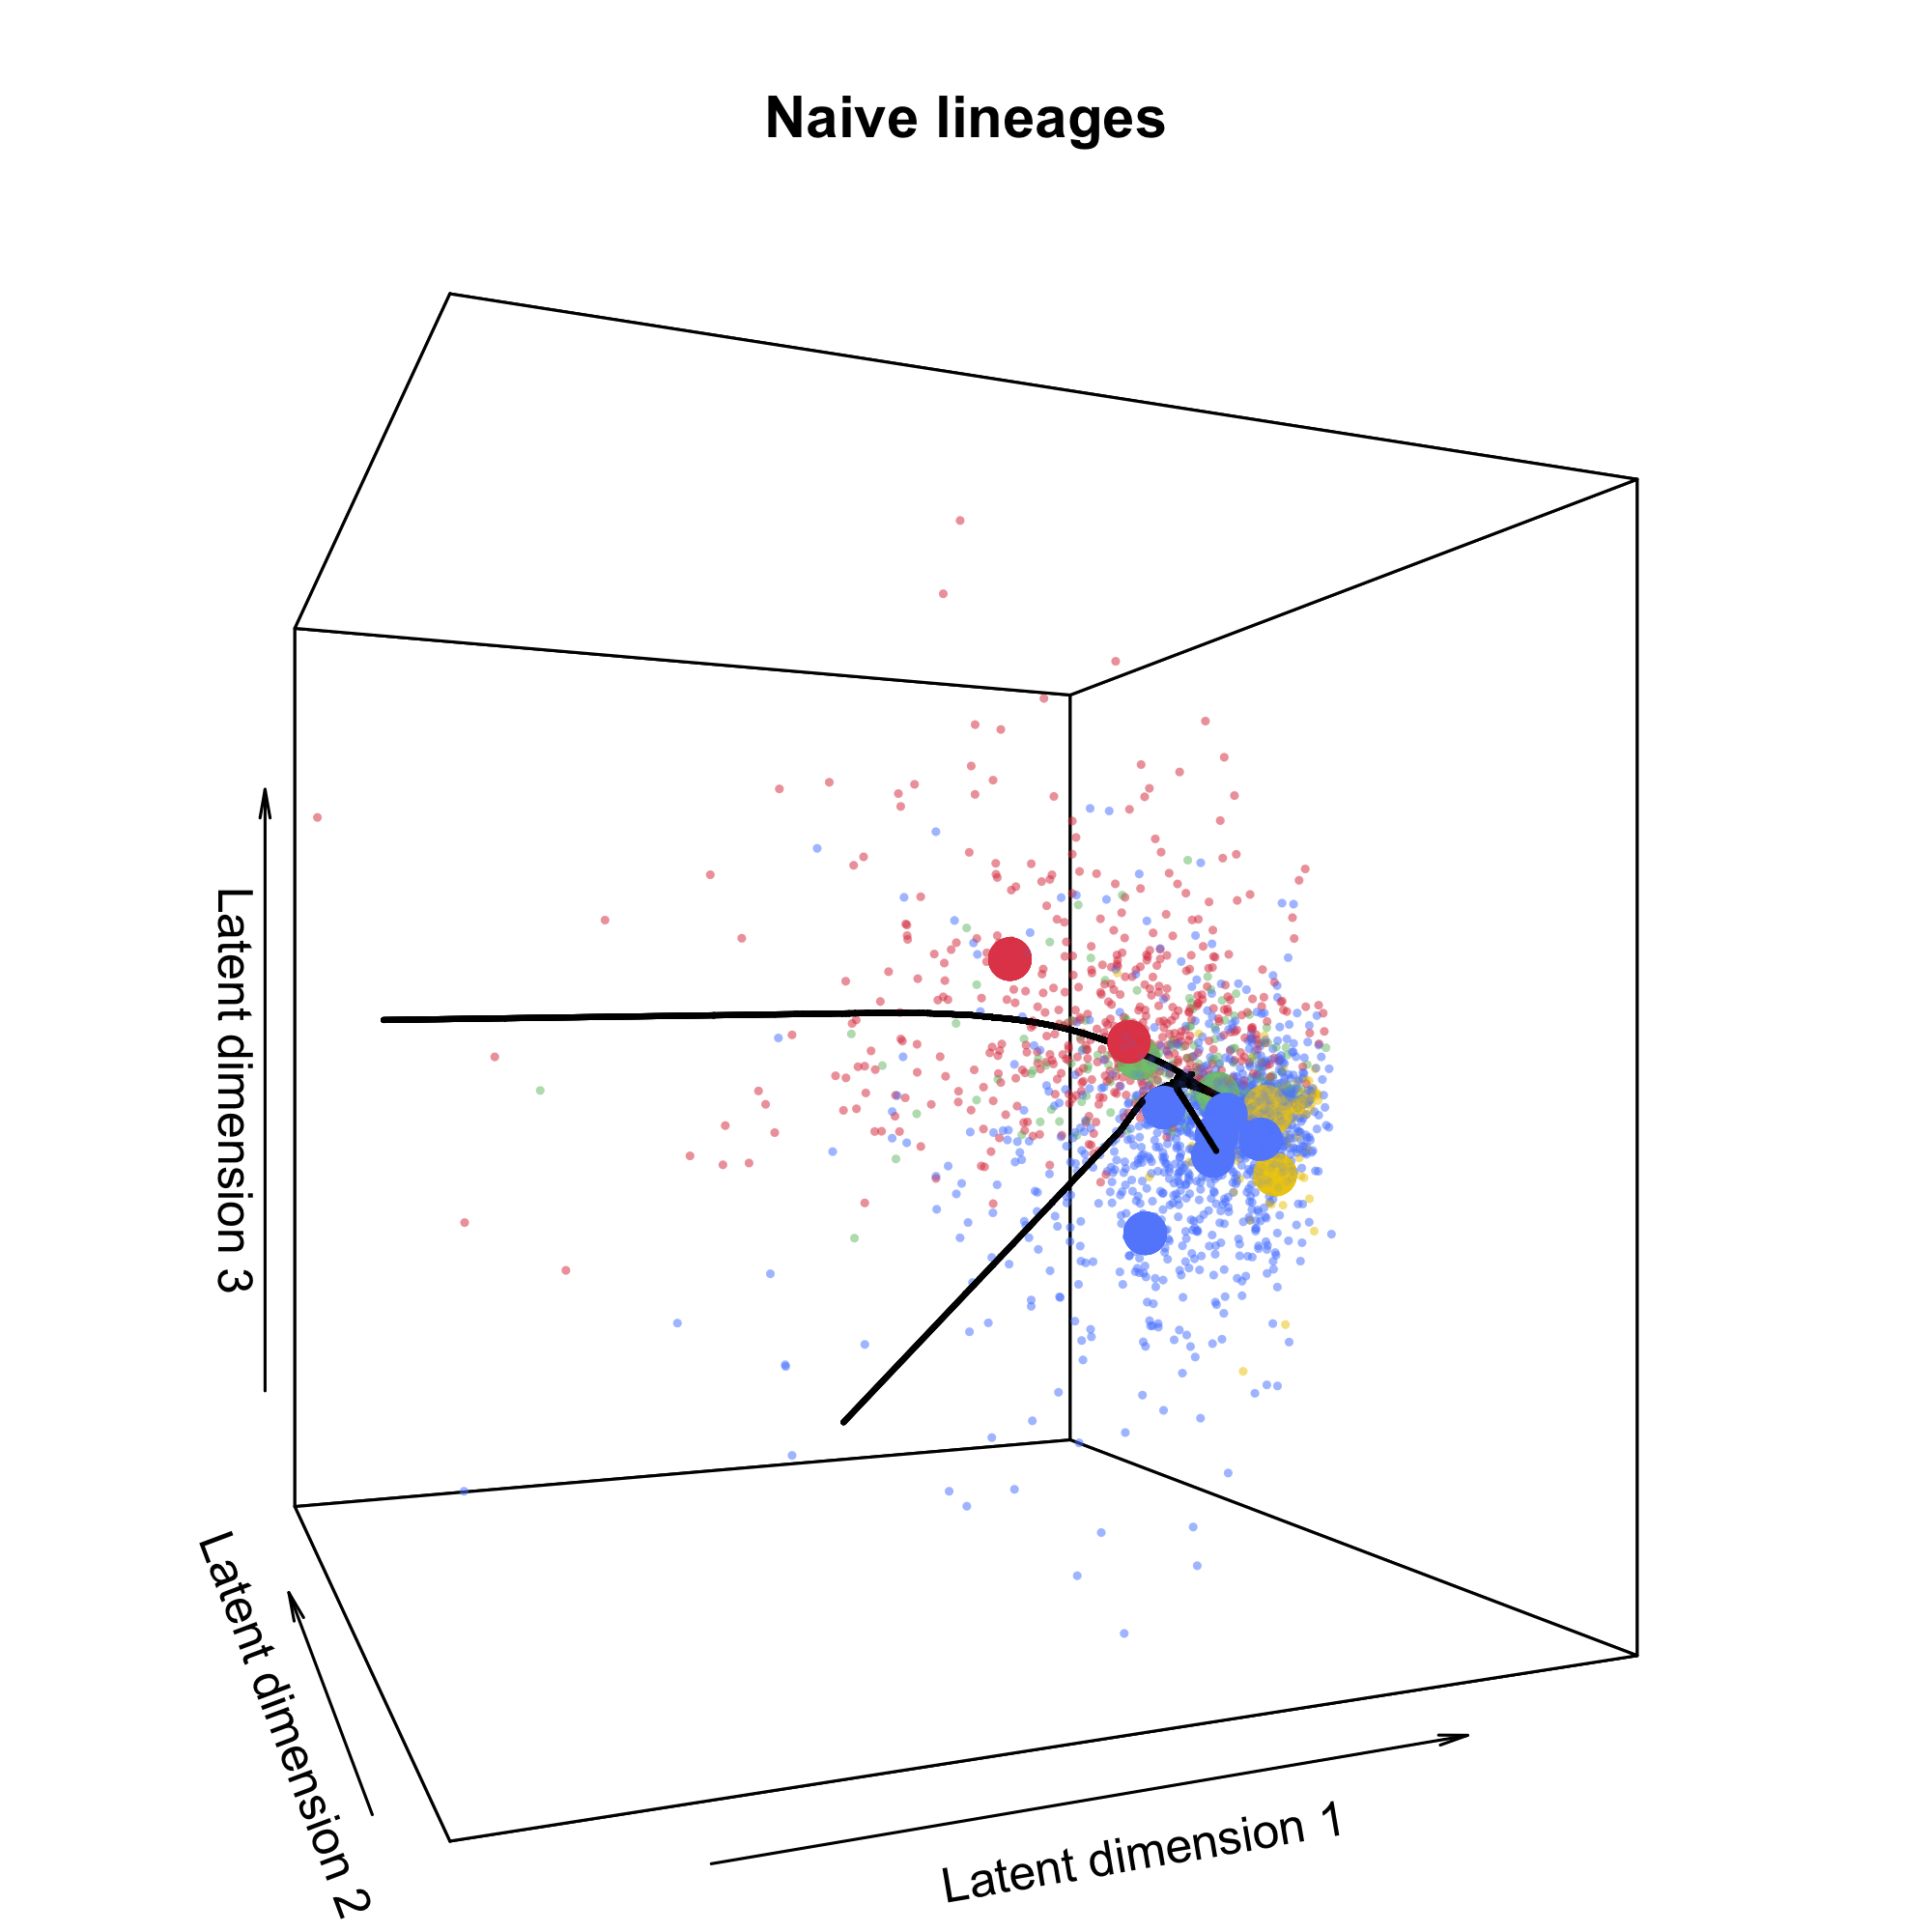 Naive lineages
Latent dimension 3
Latent dimension 2
Latent dimension 1